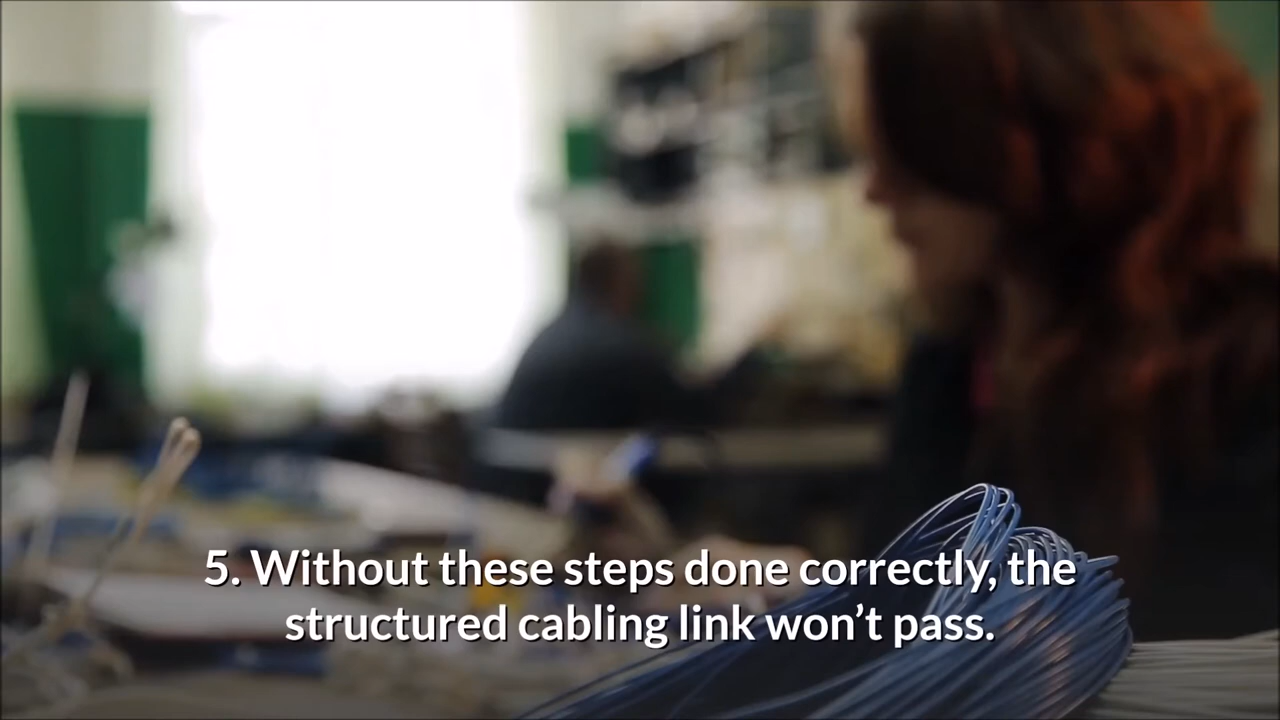 5. Without these steps done correctly, the
structured cabling link won’t pass.